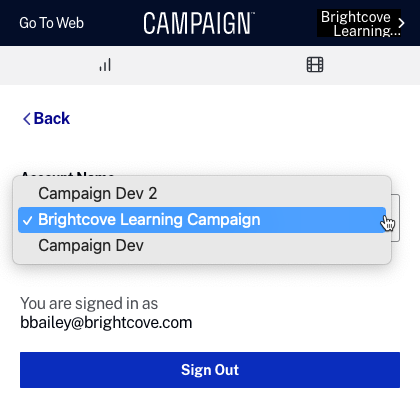 Go To Web
CAMPAIGN™
Brightcove
Learning...
Back
Account Name
Campaign Dev 2
✓ Brightcove Learning Campaign
Campaign Dev
You are signed in as
bbailey@brightcove.com
Sign Out